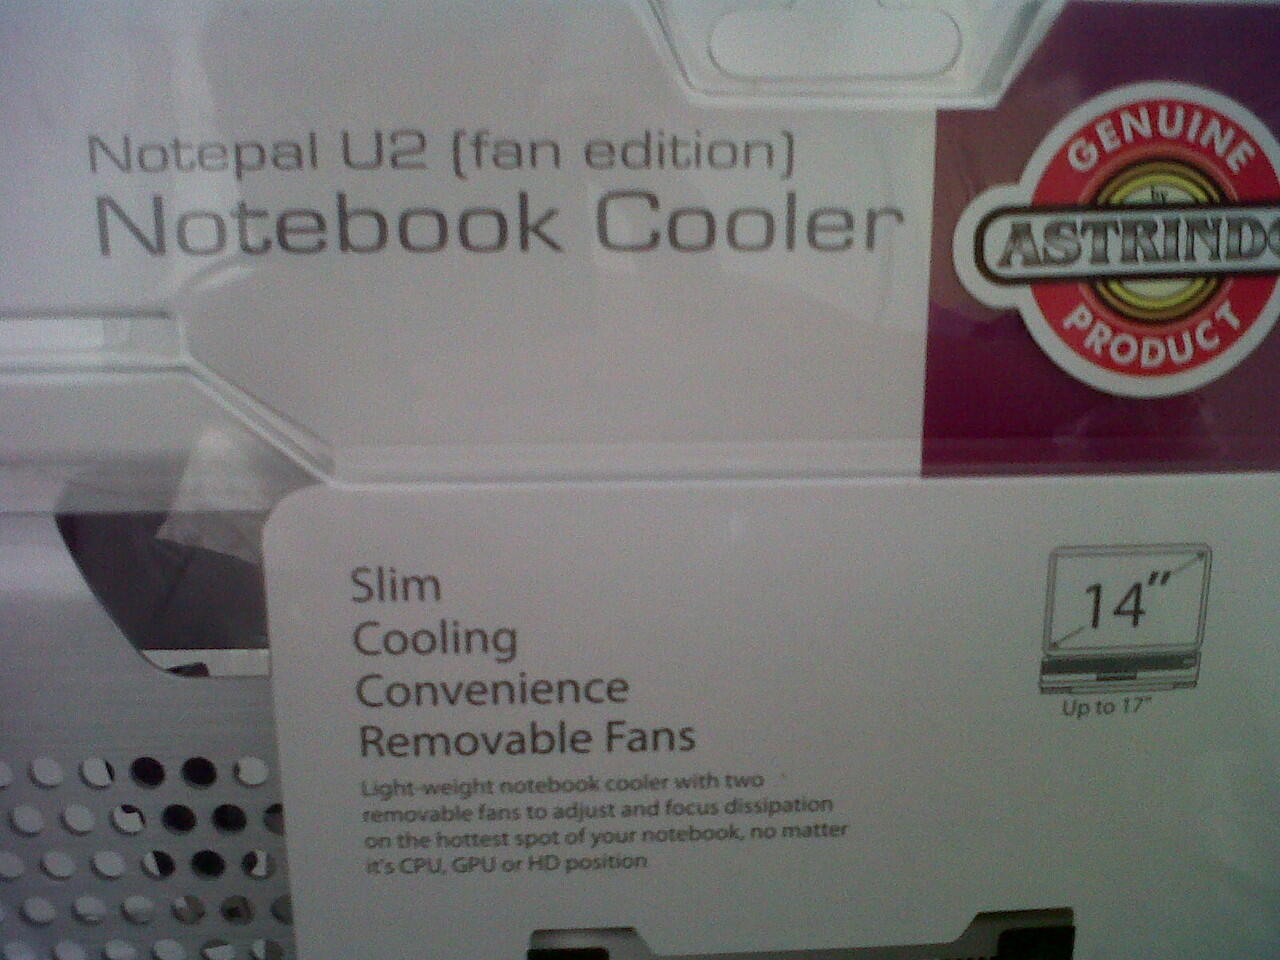 Notepal U2 (fan edition)
Notebook Cooler
GENUINE
by
ASTRINDO
PRODUCT
Slim
Cooling
Convenience
Removable Fans
Light-weight notebook cooler with two
removable fans to adjust and focus dissipation
on the hottest spot of your notebook, no matter
it's CPU, GPU or HD position
14"
Up to 17"